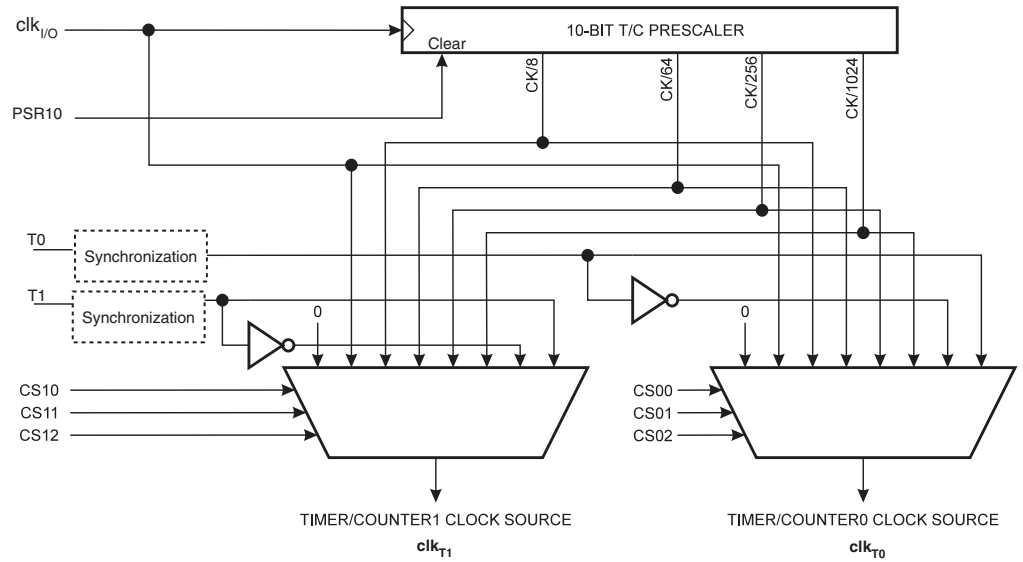 clkI/O
10-BIT T/C PRESCALER
Clear
CK/8
CK/64
CK/256
CK/1024
PSR10
T0
Synchronization
T1
Synchronization
0
0
CS10
CS11
CS12
CS00
CS01
CS02
TIMER/COUNTER1 CLOCK SOURCE
clkT1
TIMER/COUNTER0 CLOCK SOURCE
clkT0